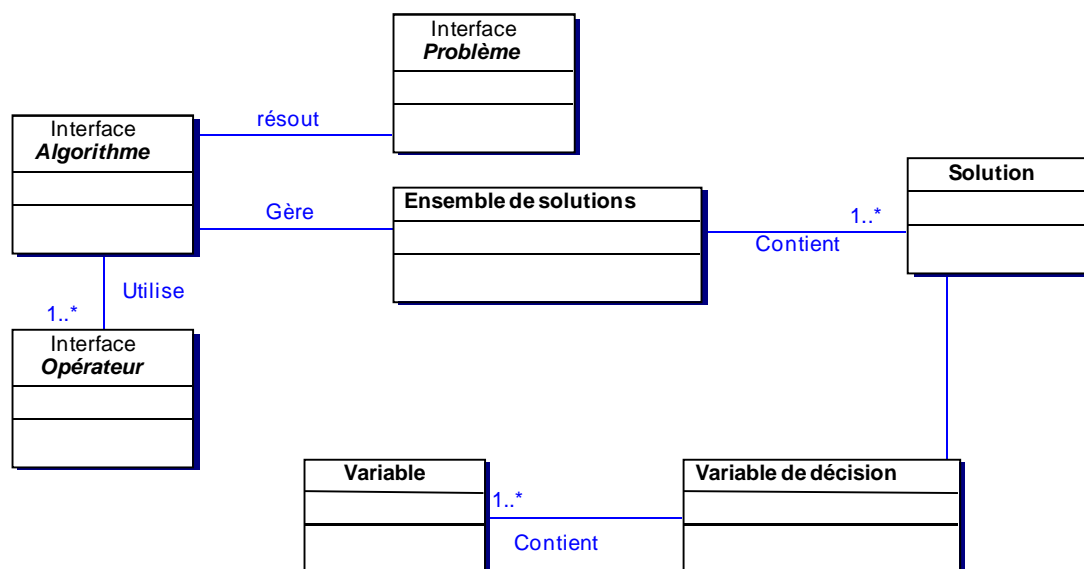 Interface
Problème
résout
Interface
Algorithme
Ensemble de solutions
Solution
Gère
1..*
Contient
Utilise
1..*
Interface
Opérateur
Variable
Variable de décision
1..*
Contient